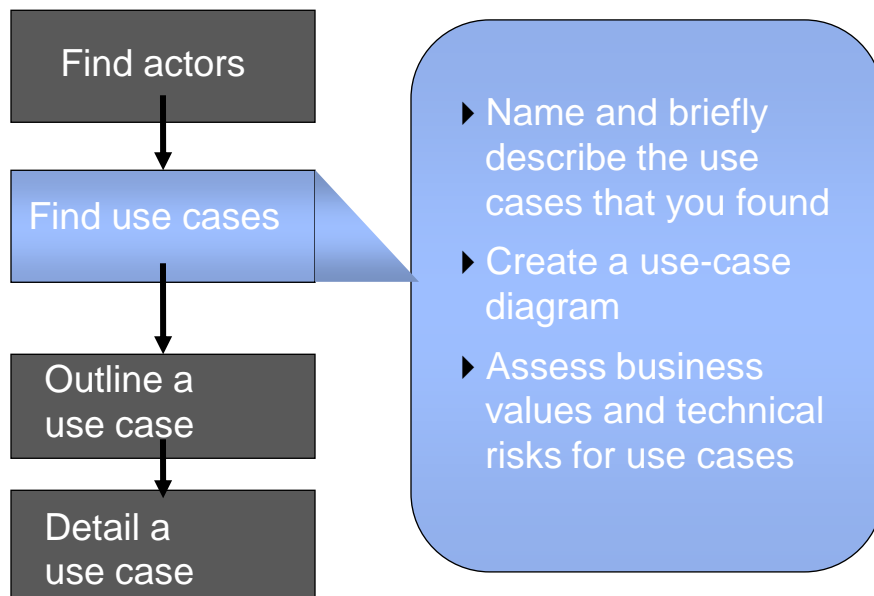 Find actors
Find use cases
Outline a
use case
Detail a
use case
Name and briefly
describe the use
cases that you found
Create a use-case
diagram
Assess business
values and technical
risks for use cases